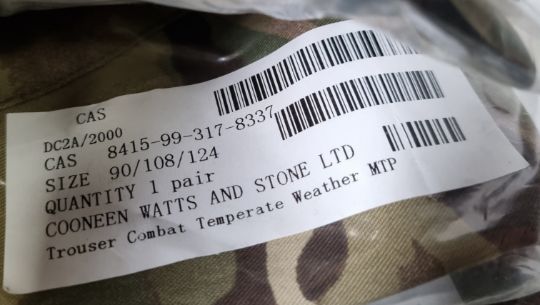 CAS
DC2A/2000
CAS 8415-99-317-8337
SIZE 90/108/124
QUANTITY 1 pair
COONEEN WATTS AND STONE LTD
Trouser Combat Temperate Weather MTP